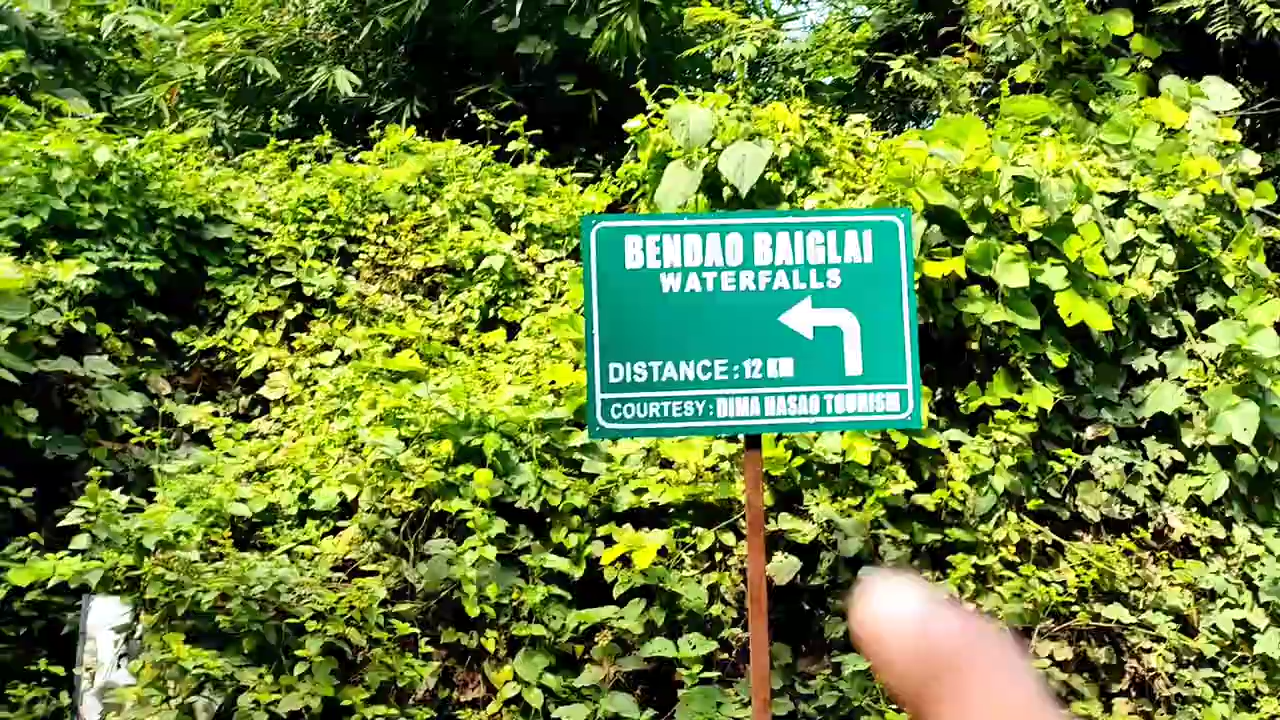 BENDAO BAIGLAI
WATERFALLS
DISTANCE : 12 KM
COURTESY : DIMA HASAO TOURISM